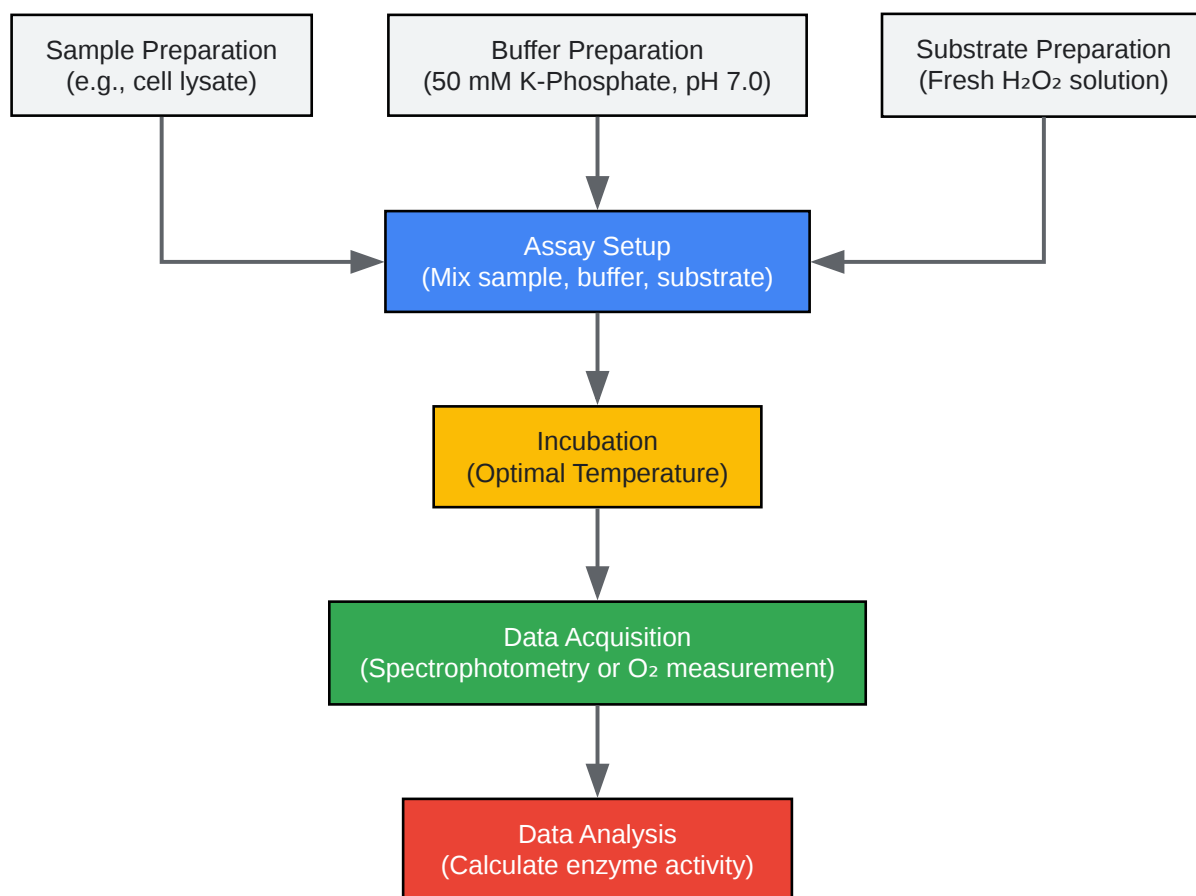 Sample Preparation
(e.g., cell lysate)
Buffer Preparation
(50 mM K-Phosphate, pH 7.0)
Substrate Preparation
(Fresh H₂O₂ solution)
Assay Setup
(Mix sample, buffer, substrate)
Incubation
(Optimal Temperature)
Data Acquisition
(Spectrophotometry or O₂ measurement)
Data Analysis
(Calculate enzyme activity)